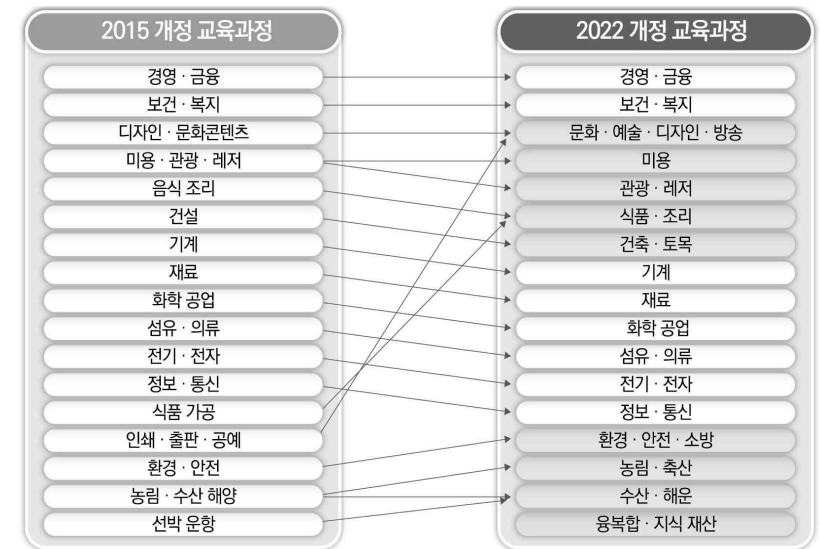 2015 개정 교육과정
경영 · 금융
보건 · 복지
디자인 · 문화콘텐츠
미용 · 관광 · 레저
음식 조리
건설
기계
재료
화학 공업
섬유 · 의류
전기 · 전자
정보 · 통신
식품 가공
인쇄 · 출판 · 공예
환경 · 안전
농림 · 수산 해양
선박 운항
2022 개정 교육과정
경영 · 금융
보건 · 복지
문화 · 예술 · 디자인 · 방송
미용
관광 · 레저
식품 · 조리
건축 · 토목
기계
재료
화학 공업
섬유 · 의류
전기 · 전자
정보 · 통신
환경 · 안전 · 소방
농림 · 축산
수산 · 해운
융복합 · 지식 재산